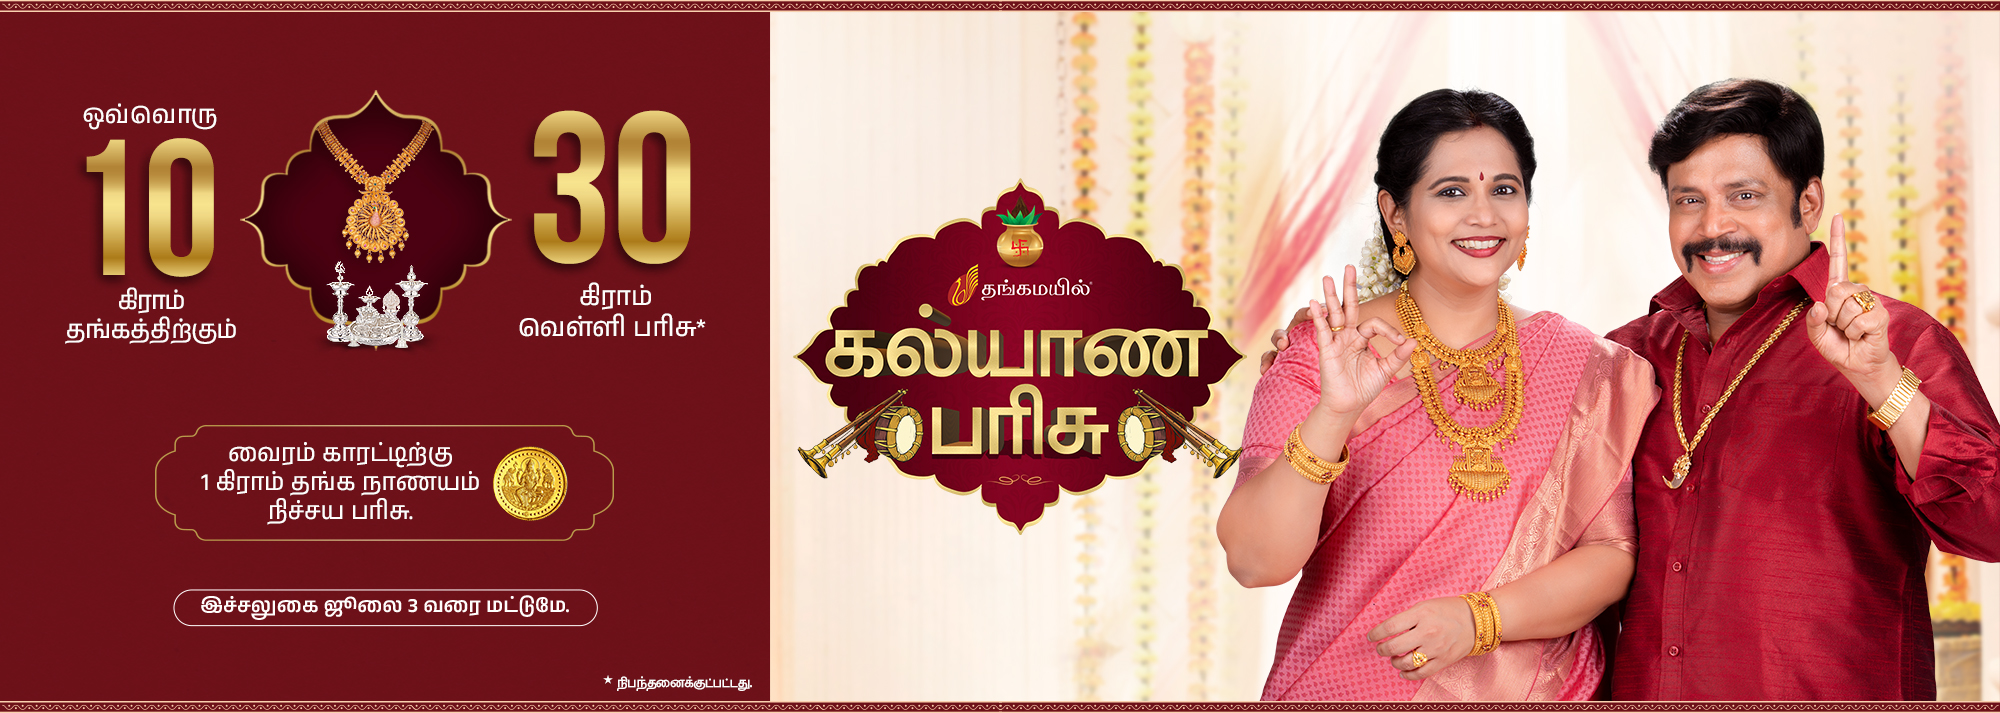 ஒவ்வொரு
10
கிராம்
தங்கத்திற்கும்
30
கிராம்
வெள்ளி பரிசு*
வைரம் காரட்டிற்கு
1 கிராம் தங்க நாணயம்
நிச்சய பரிசு.
இச்சலுகை ஜூலை 3 வரை மட்டுமே.
* நிபந்தனைக்குட்பட்டது.
தங்கமயில்®
கல்யாண
பரிசு